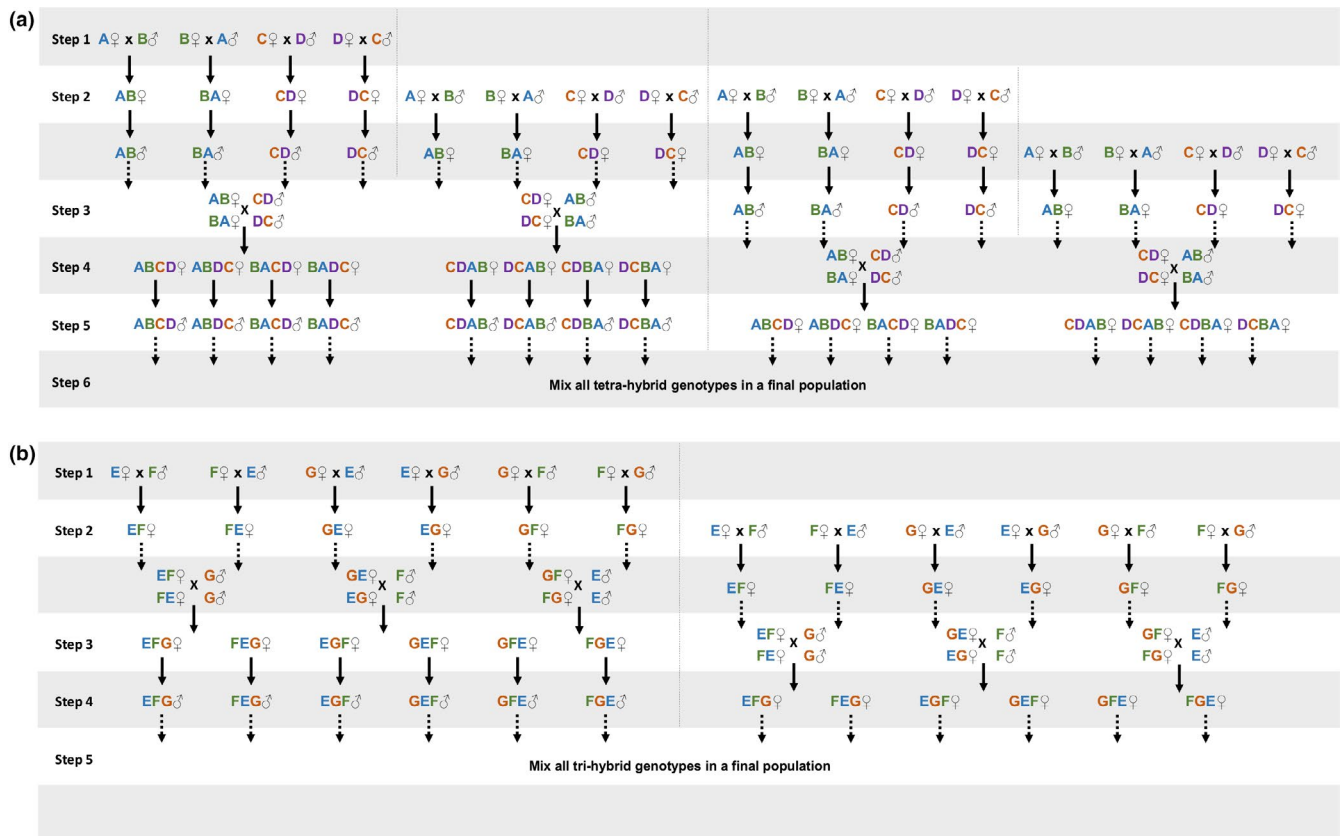 (a)
Step 1 A♀ x B♂ B♀ x A♂ C♀ x D♂ D♀ x C♂
Step 2 AB♀ BA♀ CD♀ DC♀ A♀ x B♂ B♀ x A♂ C♀ x D♂ D♀ x C♂ A♀ x B♂ B♀ x A♂ C♀ x D♂ D♀ x C♂
AB♂ BA♂ CD♂ DC♂ AB♀ BA♀ CD♀ DC♀ AB♀ BA♀ CD♀ DC♀ A♀ x B♂ B♀ x A♂ C♀ x D♂ D♀ x C♂
AB♀ CD♂ CD♀ AB♂
Step 3 x x AB♂ BA♂ CD♂ DC♂ AB♀ BA♀ CD♀ DC♀
BA♀ DC♂ DC♀ BA♂
AB♀ CD♂ CD♀ AB♂
Step 4 ABCD♀ ABDC♀ BACD♀ BADC♀ CDAB♀ DCAB♀ CDBA♀ DCBA♀ x x
BA♀ DC♂ DC♀ BA♂
Step 5 ABCD♂ ABDC♂ BACD♂ BADC♂ CDAB♂ DCAB♂ CDBA♂ DCBA♂ ABCD♀ ABDC♀ BACD♀ BADC♀ CDAB♀ DCAB♀ CDBA♀ DCBA♀
Step 6 Mix all tetra-hybrid genotypes in a final population
(b)
Step 1 E♀ x F♂ F♀ x E♂ G♀ x E♂ E♀ x G♂ G♀ x F♂ F♀ x G♂
Step 2 EF♀ FE♀ GE♀ EG♀ GF♀ FG♀ E♀ x F♂ F♀ x E♂ G♀ x E♂ E♀ x G♂ G♀ x F♂ F♀ x G♂
EF♀ x G♂ GE♀ x F♂ GF♀ x E♂ EF♀ FE♀ GE♀ EG♀ GF♀ FG♀
FE♀ G♂ EG♀ F♂ FG♀ E♂
EF♀ x G♂ GE♀ x F♂ GF♀ x E♂
Step 3 EFG♀ FEG♀ EGF♀ GEF♀ GFE♀ FGE♀
FE♀ G♂ EG♀ F♂ FG♀ E♂
Step 4 EFG♂ FEG♂ EGF♂ GEF♂ GFE♂ FGE♂ EFG♀ FEG♀ EGF♀ GEF♀ GFE♀ FGE♀
Step 5 Mix all tri-hybrid genotypes in a final population